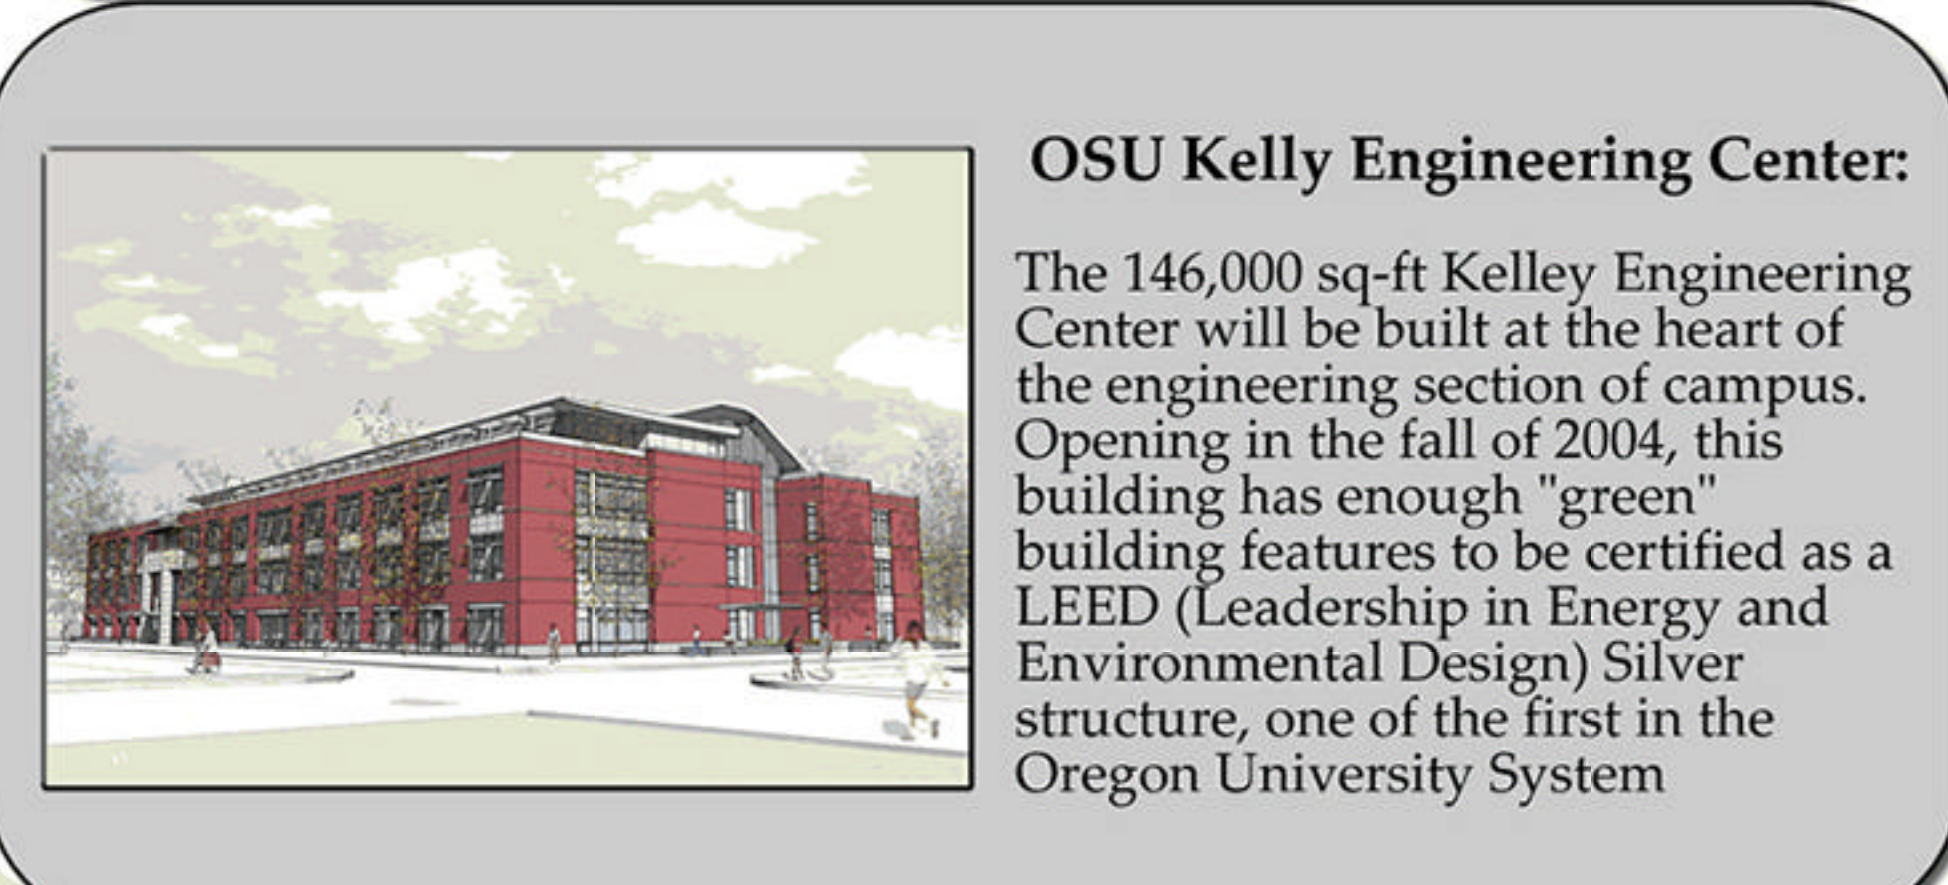 OSU Kelly Engineering Center:
The 146,000 sq-ft Kelley Engineering
Center will be built at the heart of
the engineering section of campus.
Opening in the fall of 2004, this
building has enough "green"
building features to be certified as a
LEED (Leadership in Energy and
Environmental Design) Silver
structure, one of the first in the
Oregon University System